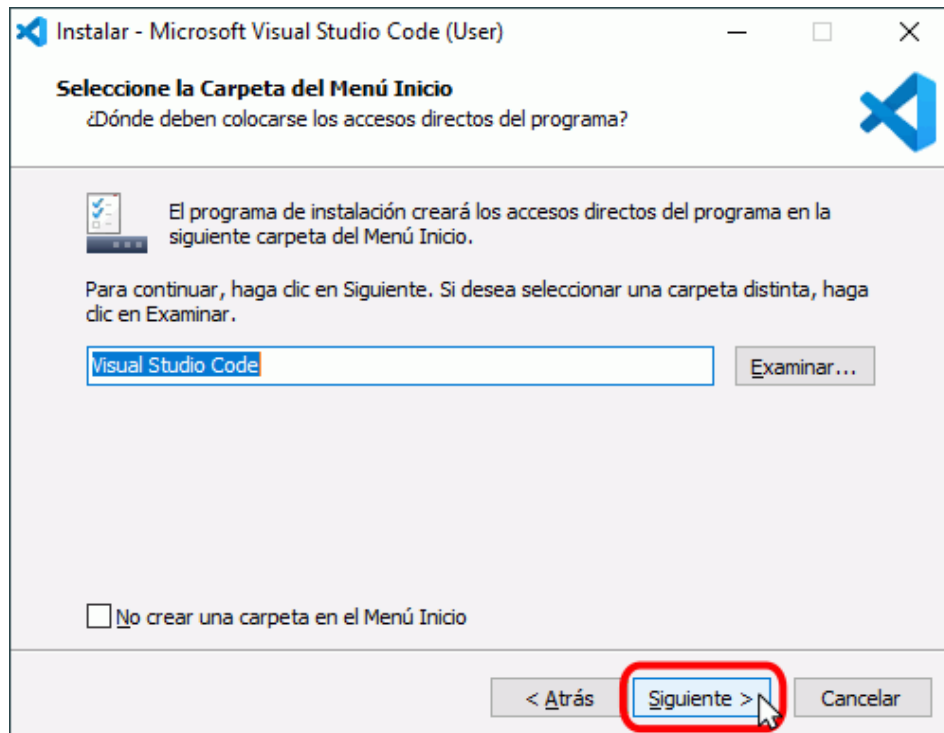 Instalar - Microsoft Visual Studio Code (User)
Seleccione la Carpeta del Menú Inicio
¿Dónde deben colocarse los accesos directos del programa?
El programa de instalación creará los accesos directos del programa en la
siguiente carpeta del Menú Inicio.
Para continuar, haga clic en Siguiente. Si desea seleccionar una carpeta distinta, haga
clic en Examinar.
Visual Studio Code
Examinar...
No crear una carpeta en el Menú Inicio
< Atrás
Siguiente >
Cancelar